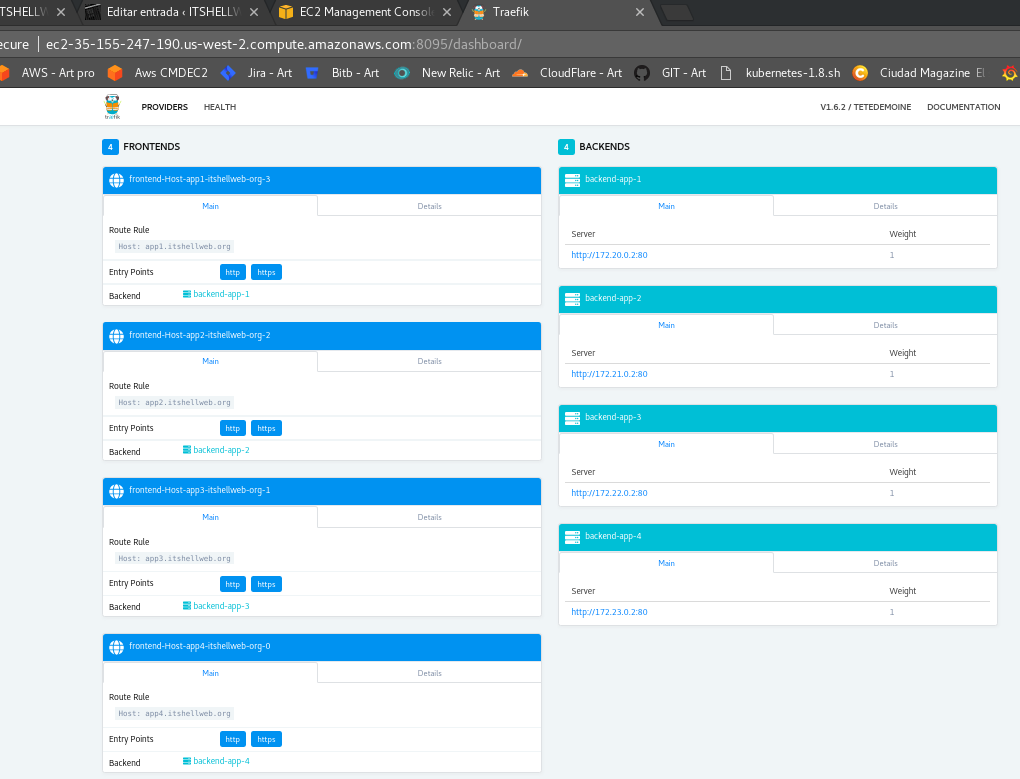 TSHELLW
Editar entrada ‹ ITSHELLW
EC2 Management Consol
Traefik
ecure | ec2-35-155-247-190.us-west-2.compute.amazonaws.com:8095/dashboard/
AWS - Art pro
Aws CMDEC2
Jira - Art
Bitb - Art
New Relic - Art
CloudFlare - Art
GIT - Art
kubernetes-1.8.sh
Ciudad Magazine El
traefik
PROVIDERS
HEALTH
V1.6.2 / TETEDEMOINE
DOCUMENTATION
4 FRONTENDS
frontend-Host-app1-itshellweb-org-3
Main
Details
Route Rule
Host: app1.itshellweb.org
Entry Points http https
Backend backend-app-1
frontend-Host-app2-itshellweb-org-2
Main
Details
Route Rule
Host: app2.itshellweb.org
Entry Points http https
Backend backend-app-2
frontend-Host-app3-itshellweb-org-1
Main
Details
Route Rule
Host: app3.itshellweb.org
Entry Points http https
Backend backend-app-3
frontend-Host-app4-itshellweb-org-0
Main
Details
Route Rule
Host: app4.itshellweb.org
Entry Points http https
Backend backend-app-4
4 BACKENDS
backend-app-1
Main
Details
Server Weight
http://172.20.0.2:80 1
backend-app-2
Main
Details
Server Weight
http://172.21.0.2:80 1
backend-app-3
Main
Details
Server Weight
http://172.22.0.2:80 1
backend-app-4
Main
Details
Server Weight
http://172.23.0.2:80 1